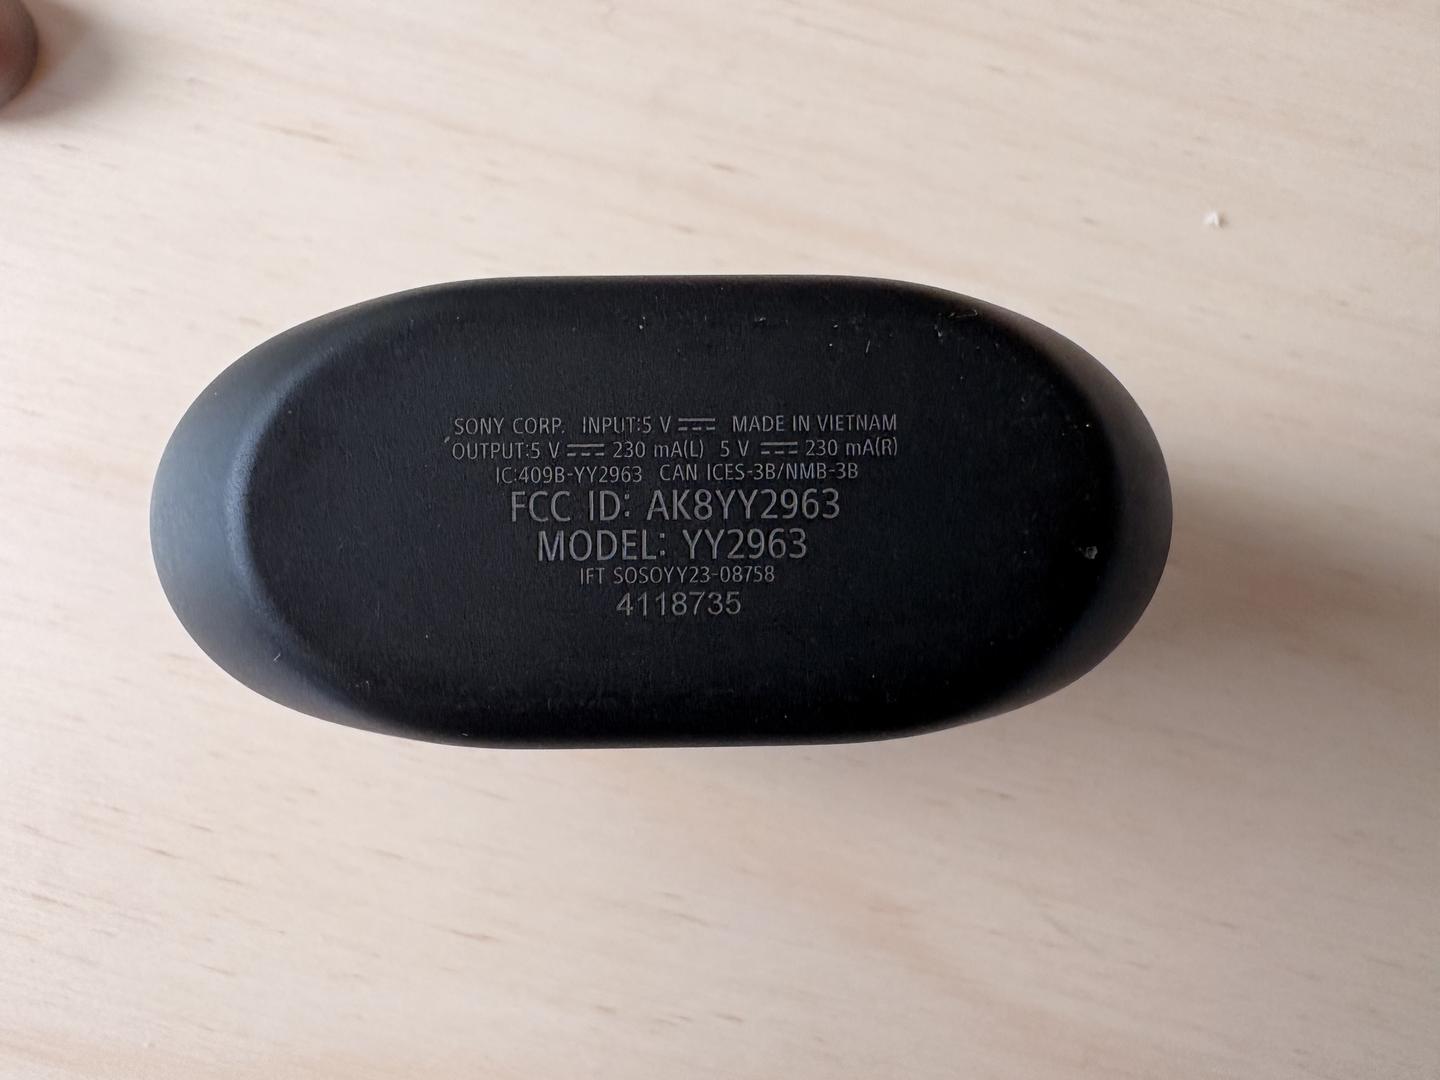 SONY CORP. INPUT:5 V ⎓ MADE IN VIETNAM
OUTPUT:5 V ⎓ 230 mA(L) 5 V ⎓ 230 mA(R)
IC:409B-YY2963 CAN ICES-3B/NMB-3B
FCC ID: AK8YY2963
MODEL: YY2963
IFT SOSOYY23-08758
4118735